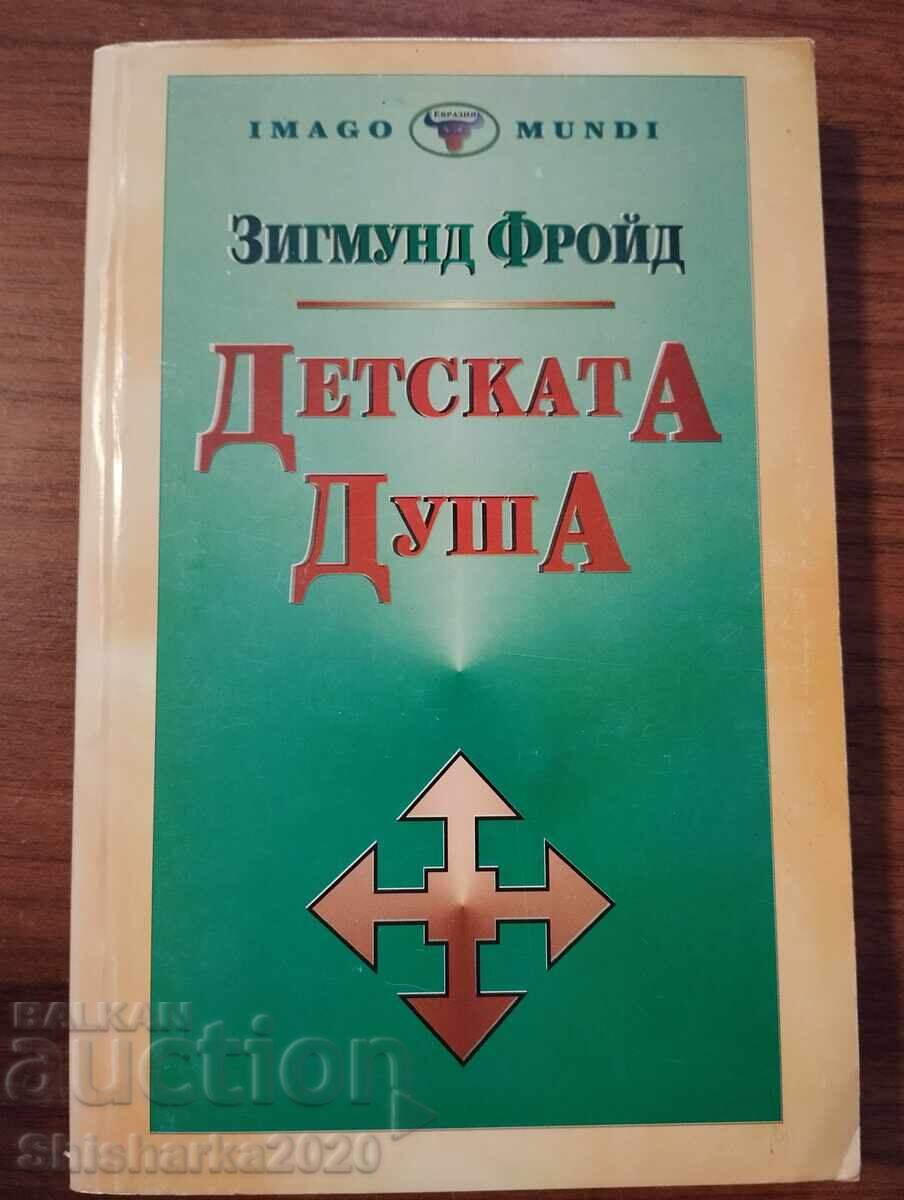 IMAGO ЕВРАЗИЯ MUNDI
ЗИГМУНД ФРОЙД
ДЕТСКАТА
ДУША
BALKAN
auction
Shisharka2020